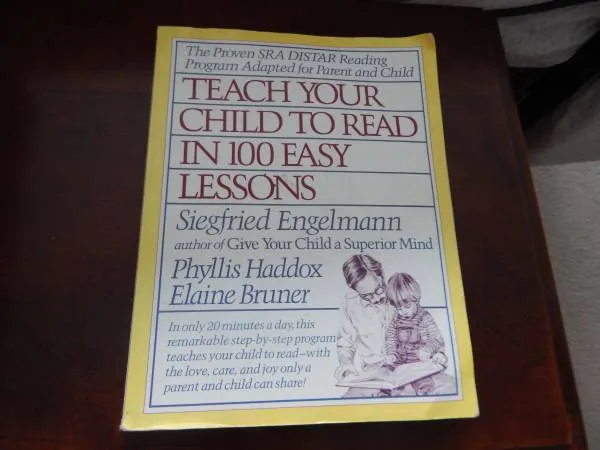 The Proven SRA DISTAR Reading
Program Adapted for Parent and Child
TEACH YOUR
CHILD TO READ
IN 100 EASY
LESSONS
Siegfried Engelmann
author of Give Your Child a Superior Mind
Phyllis Haddox
Elaine Bruner
In only 20 minutes a day, this
remarkable step-by-step program
teaches your child to read–with
the love, care, and joy only a
parent and child can share!